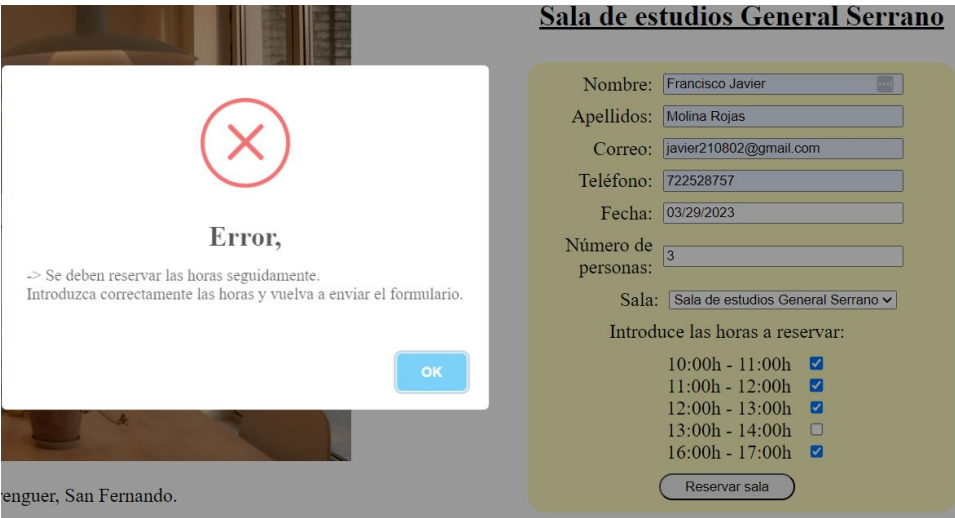 Sala de estudios General Serrano
Error,
-> Se deben reservar las horas seguidamente.
Introduzca correctamente las horas y vuelva a enviar el formulario.
OK
Nombre: Francisco Javier
Apellidos: Molina Rojas
Correo: javier210802@gmail.com
Teléfono: 722528757
Fecha: 03/29/2023
Número de
personas: 3
Sala: Sala de estudios General Serrano
Introduce las horas a reservar:
10:00h - 11:00h
11:00h - 12:00h
12:00h - 13:00h
13:00h - 14:00h
16:00h - 17:00h
Reservar sala
enguer, San Fernando.